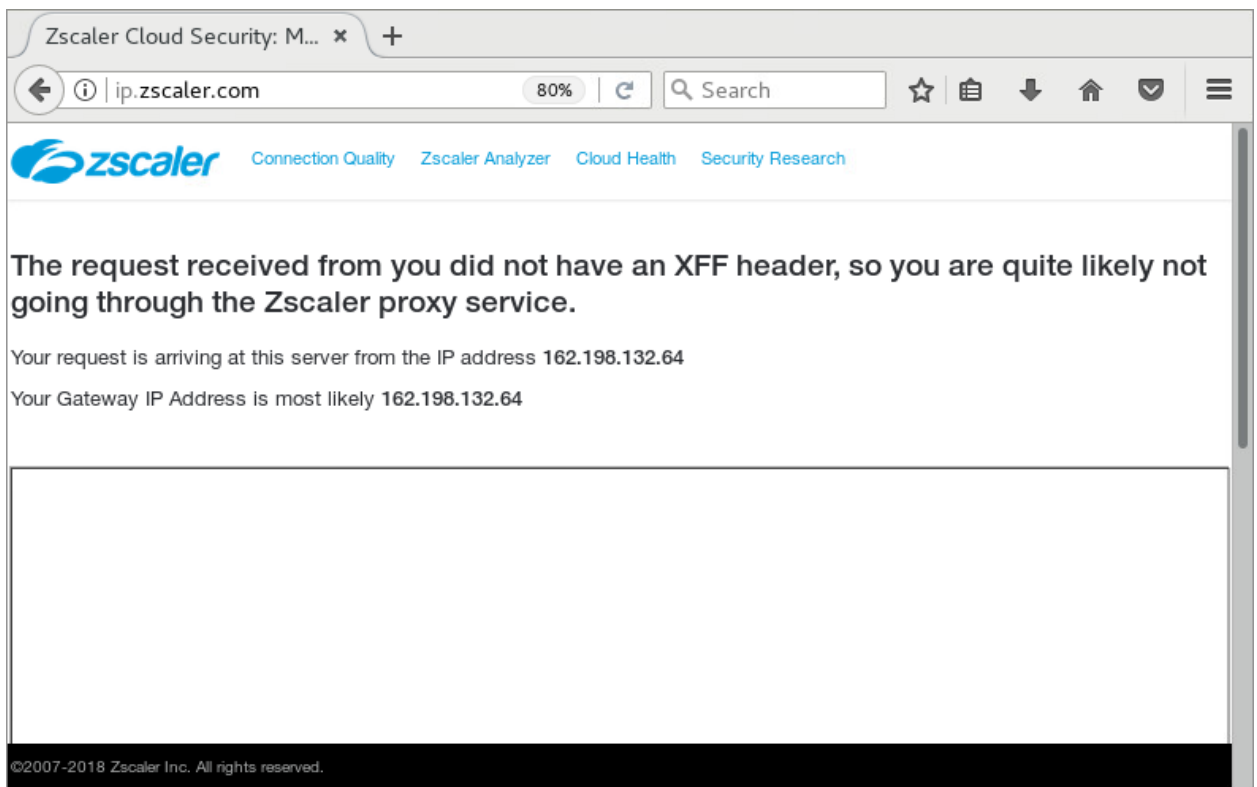 Zscaler Cloud Security: M...
ip.zscaler.com 80% Search
zscaler Connection Quality Zscaler Analyzer Cloud Health Security Research
The request received from you did not have an XFF header, so you are quite likely not
going through the Zscaler proxy service.
Your request is arriving at this server from the IP address 162.198.132.64
Your Gateway IP Address is most likely 162.198.132.64
©2007-2018 Zscaler Inc. All rights reserved.